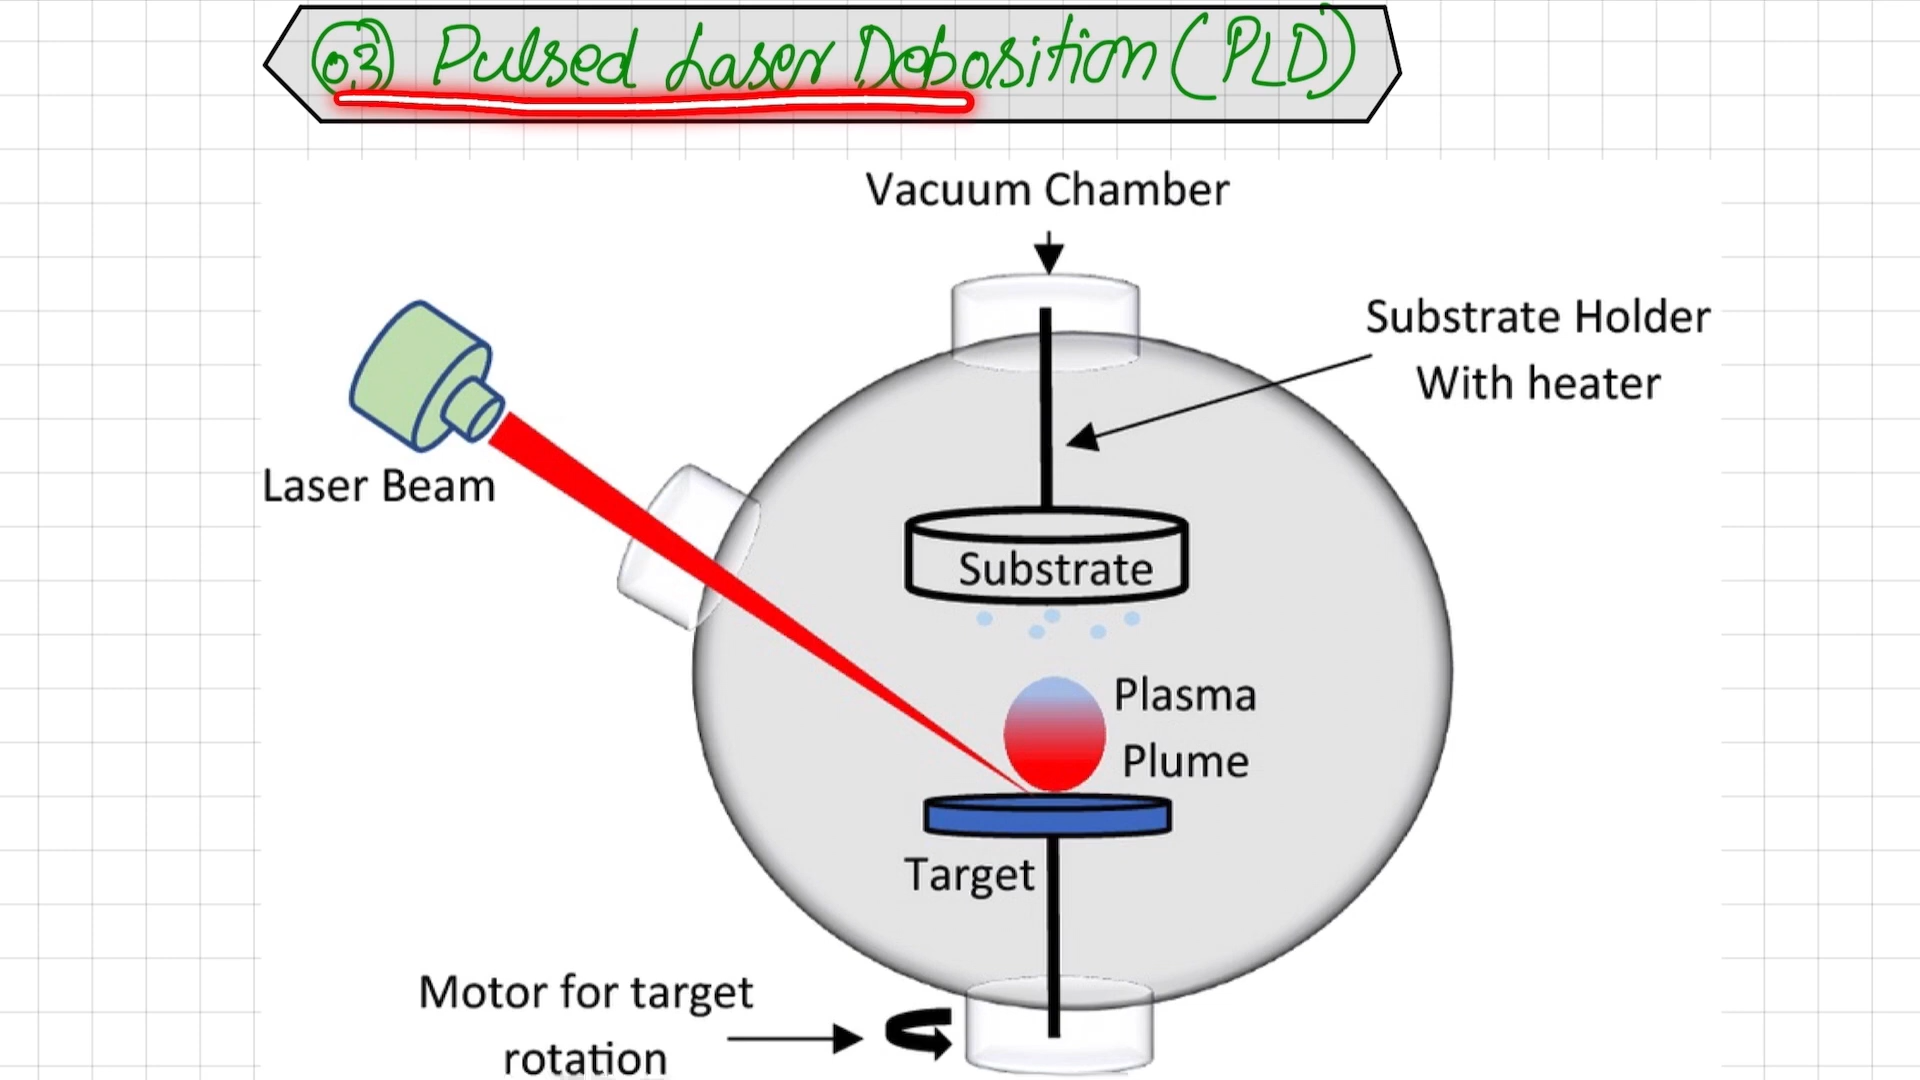 03) Pulsed Laser Deposition (PLD)
Vacuum Chamber
Substrate Holder
With heater
Laser Beam
Substrate
Plasma
Plume
Target
Motor for target
rotation